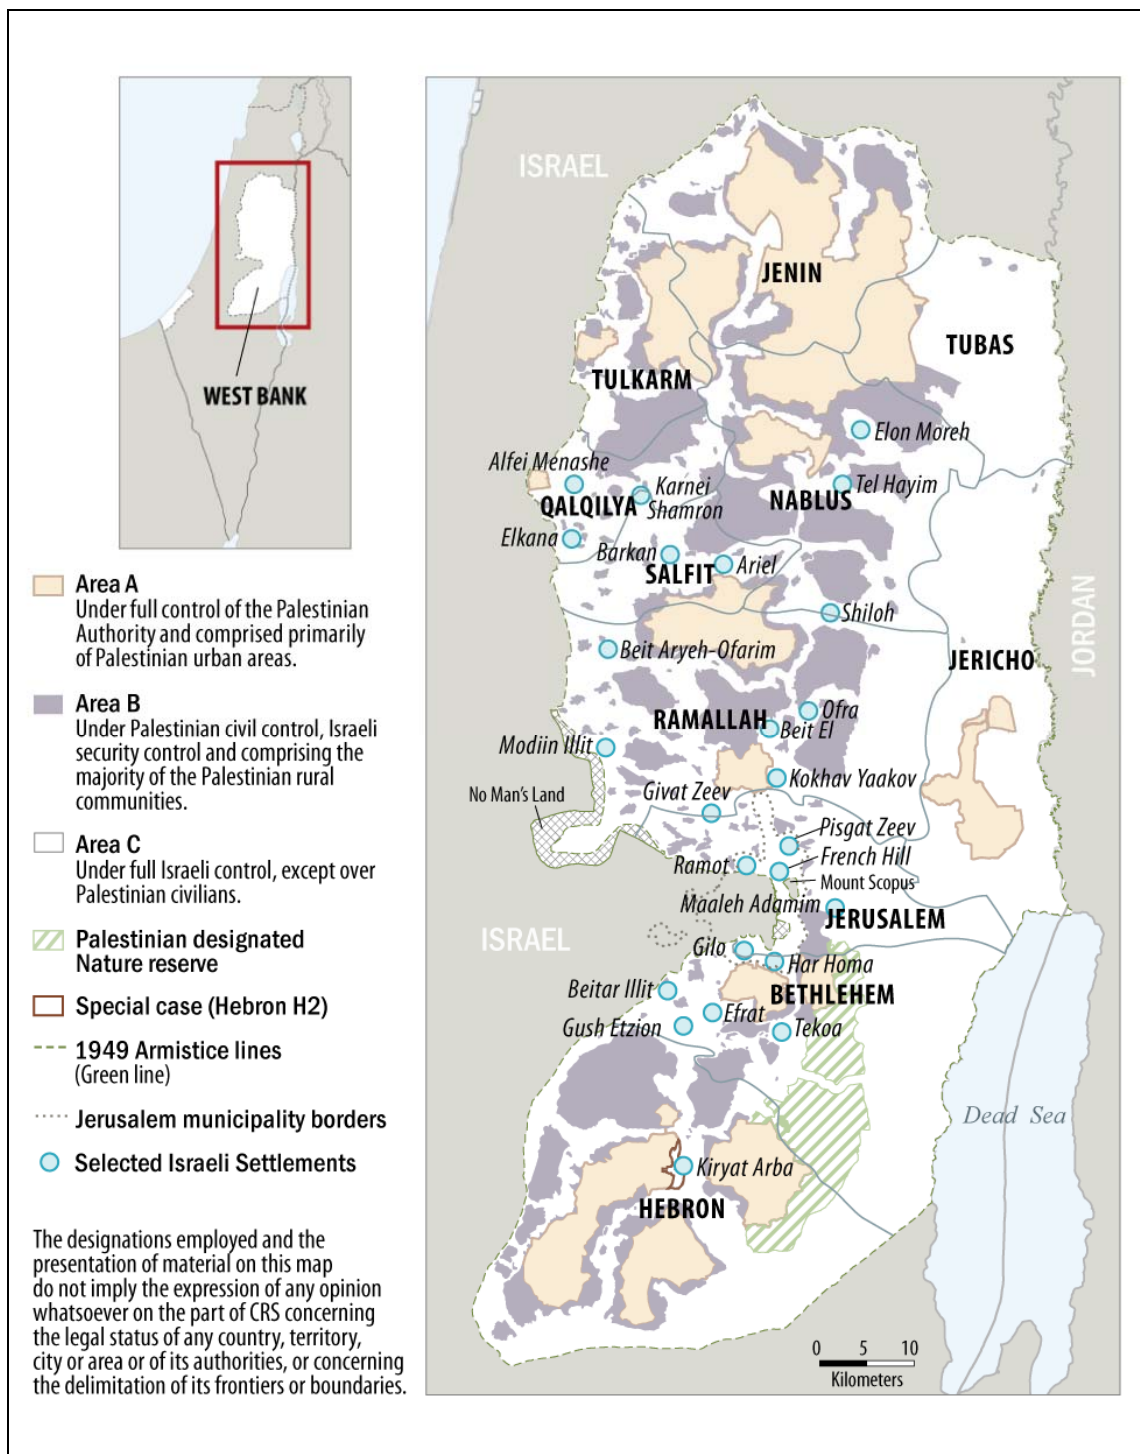 WEST BANK
Area A
Under full control of the Palestinian
Authority and comprised primarily
of Palestinian urban areas.
Area B
Under Palestinian civil control, Israeli
security control and comprising the
majority of the Palestinian rural
communities.
Area C
Under full Israeli control, except over
Palestinian civilians.
Palestinian designated
Nature reserve
Special case (Hebron H2)
1949 Armistice lines
(Green line)
Jerusalem municipality borders
Selected Israeli Settlements
The designations employed and the
presentation of material on this map
do not imply the expression of any opinion
whatsoever on the part of CRS concerning
the legal status of any country, territory,
city or area or of its authorities, or concerning
the delimitation of its frontiers or boundaries.
ISRAEL
JENIN
TUBAS
TULKARM
Elon Moreh
Alfei Menashe
Karnei
Shamron
Tel Hayim
NABLUS
QALQILYA
Elkana
Barkan
Ariel
SALFIT
Shiloh
JORDAN
Beit Aryeh-Ofarim
JERICHO
Ofra
RAMALLAH
Beit El
Modiin Illit
Kokhav Yaakov
No Man's Land
Givat Zeev
Pisgat Zeev
French Hill
Ramot
Mount Scopus
Maaleh Adamim
JERUSALEM
ISRAEL
Gilo
Har Homa
Beitar Illit
BETHLEHEM
Efrat
Gush Etzion
Tekoa
Dead Sea
Kiryat Arba
HEBRON
0 5 10
Kilometers